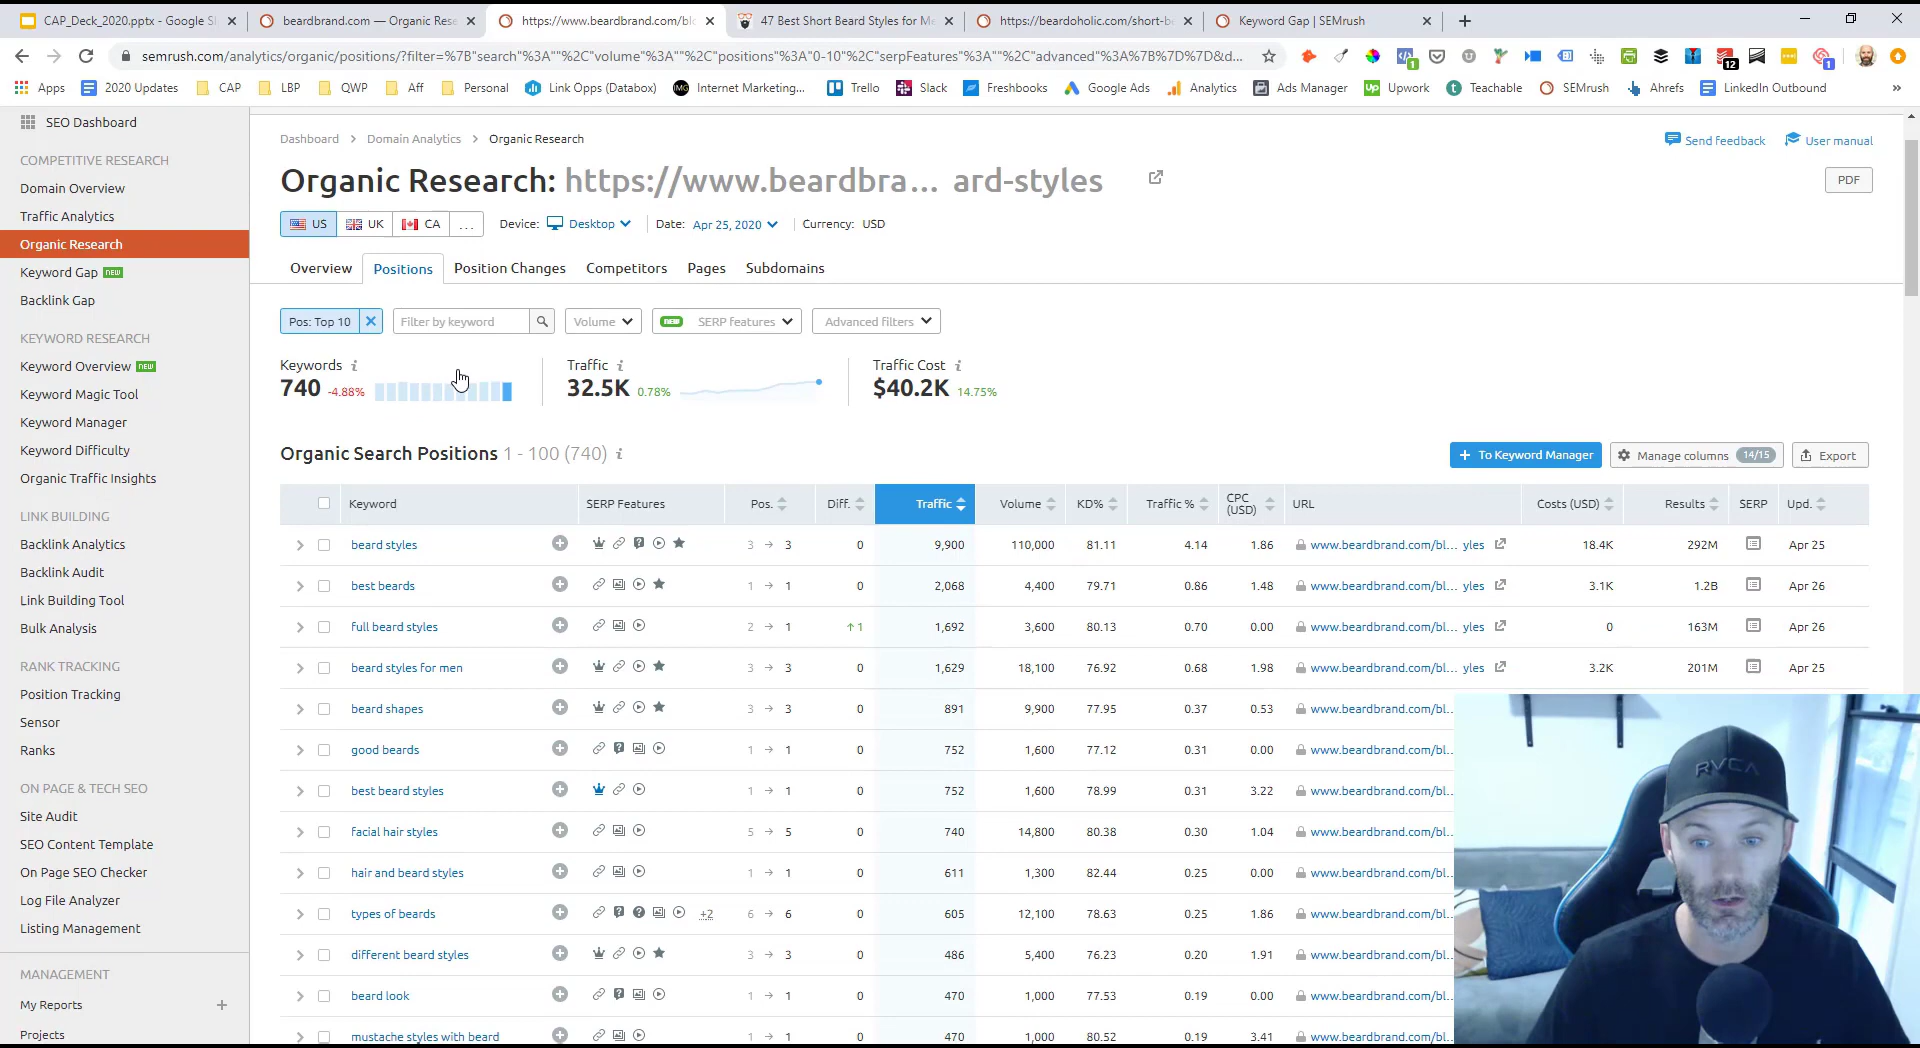 CAP_Deck_2020.pptx - Google Sl
beardbrand.com — Organic Rese
https://www.beardbrand.com/blo
47 Best Short Beard Styles for Me
https://beardoholic.com/short-be
Keyword Gap | SEMrush
semrush.com/analytics/organic/positions/?filter=%7B"search"%3A""%2C"volume"%3A""%2C"positions"%3A"0-10"%2C"serpFeatures"%3A""%2C"advanced"%3A%7B%7D%7D&d...
Apps
2020 Updates
CAP
LBP
QWP
Aff
Personal
Link Opps (Databox)
Internet Marketing...
Trello
Slack
Freshbooks
Google Ads
Analytics
Ads Manager
Upwork
Teachable
SEmrush
Ahrefs
LinkedIn Outbound
SEO Dashboard
COMPETITIVE RESEARCH
Domain Overview
Traffic Analytics
Organic Research
Keyword Gap NEW
Backlink Gap
KEYWORD RESEARCH
Keyword Overview NEW
Keyword Magic Tool
Keyword Manager
Keyword Difficulty
Organic Traffic Insights
LINK BUILDING
Backlink Analytics
Backlink Audit
Link Building Tool
Bulk Analysis
RANK TRACKING
Position Tracking
Sensor
Ranks
ON PAGE & TECH SEO
Site Audit
SEO Content Template
On Page SEO Checker
Log File Analyzer
Listing Management
MANAGEMENT
My Reports +
Projects
Dashboard > Domain Analytics > Organic Research
Send feedback
User manual
Organic Research: https://www.beardbra... ard-styles
PDF
US UK CA ... Device: Desktop Date: Apr 25, 2020 Currency: USD
Overview Positions Position Changes Competitors Pages Subdomains
Pos: Top 10 Filter by keyword Volume NEW SERP features Advanced filters
Keywords i Traffic i Traffic Cost i
740 -4.88% 32.5K 0.78% $40.2K 14.75%
Organic Search Positions 1 - 100 (740) i
+ To Keyword Manager Manage columns 14/15 Export
Keyword SERP Features Pos. Diff. Traffic Volume KD% Traffic % CPC (USD) URL Costs (USD) Results SERP Upd.
beard styles 3 → 3 0 9,900 110,000 81.11 4.14 1.86 www.beardbrand.com/bl... yles 18.4K 292M Apr 25
best beards 1 → 1 0 2,068 4,400 79.71 0.86 1.48 www.beardbrand.com/bl... yles 3.1K 1.2B Apr 26
full beard styles 2 → 1 ↑ 1 1,692 3,600 80.13 0.70 0.00 www.beardbrand.com/bl... yles 0 163M Apr 26
beard styles for men 3 → 3 0 1,629 18,100 76.92 0.68 1.98 www.beardbrand.com/bl... yles 3.2K 201M Apr 25
beard shapes 3 → 3 0 891 9,900 77.95 0.37 0.53 www.beardbrand.com/bl...
good beards 1 → 1 0 752 1,600 77.12 0.31 0.00 www.beardbrand.com/bl...
best beard styles 1 → 1 0 752 1,600 78.99 0.31 3.22 www.beardbrand.com/bl...
facial hair styles 5 → 5 0 740 14,800 80.38 0.30 1.04 www.beardbrand.com/bl...
hair and beard styles 1 → 1 0 611 1,300 82.44 0.25 0.00 www.beardbrand.com/bl...
types of beards +2 6 → 6 0 605 12,100 78.63 0.25 1.86 www.beardbrand.com/bl...
different beard styles 3 → 3 0 486 5,400 76.23 0.20 1.91 www.beardbrand.com/bl...
beard look 1 → 1 0 470 1,000 77.53 0.19 0.00 www.beardbrand.com/bl...
mustache styles with beard 1 → 1 0 470 1,000 80.52 0.19 3.41 www.beardbrand.com/bl...
RVCA